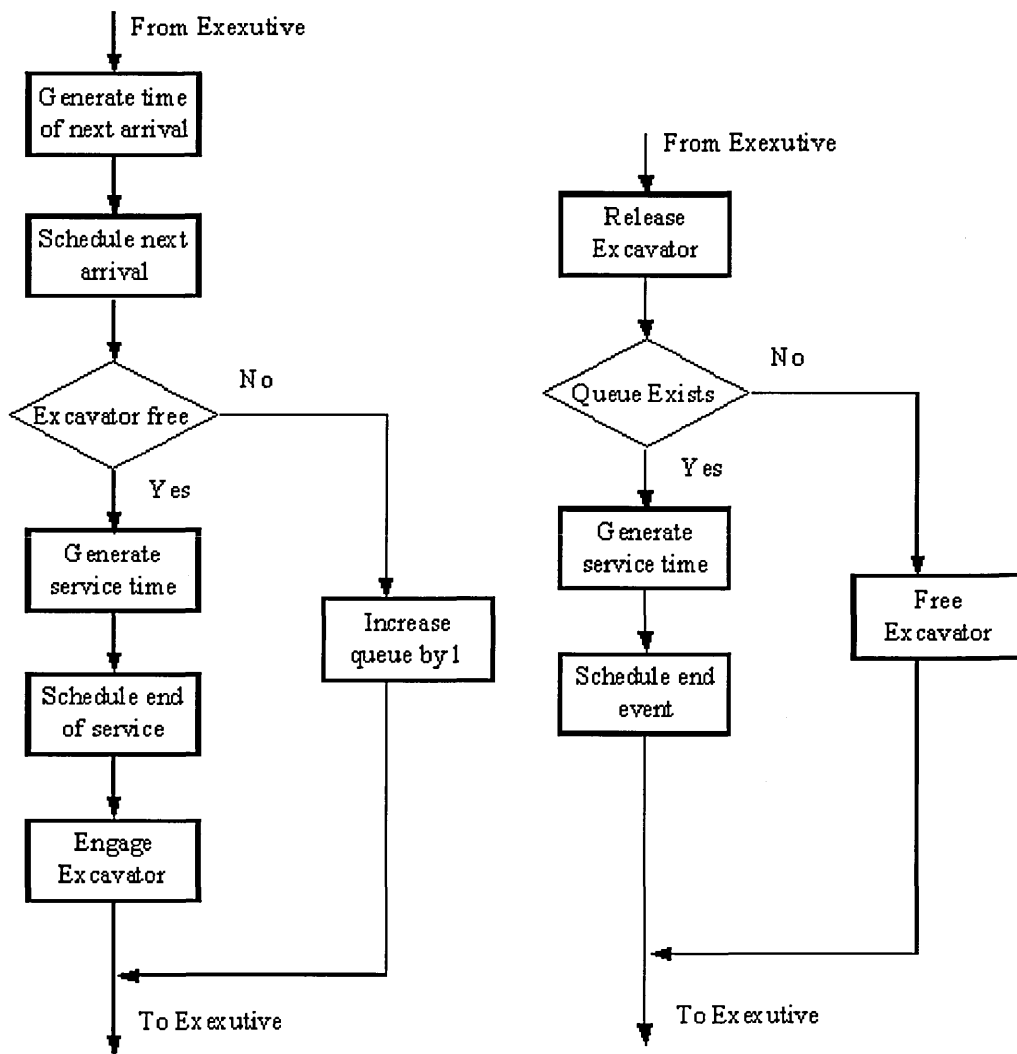 From Exexutive
Generate time
of next arrival
Schedule next
arrival
Excavator free
No
Yes
Generate
service time
Increase
queue by 1
Schedule end
of service
Engage
Excavator
To Exexutive
From Exexutive
Release
Excavator
Queue Exists
No
Yes
Generate
service time
Free
Excavator
Schedule end
event
To Exexutive